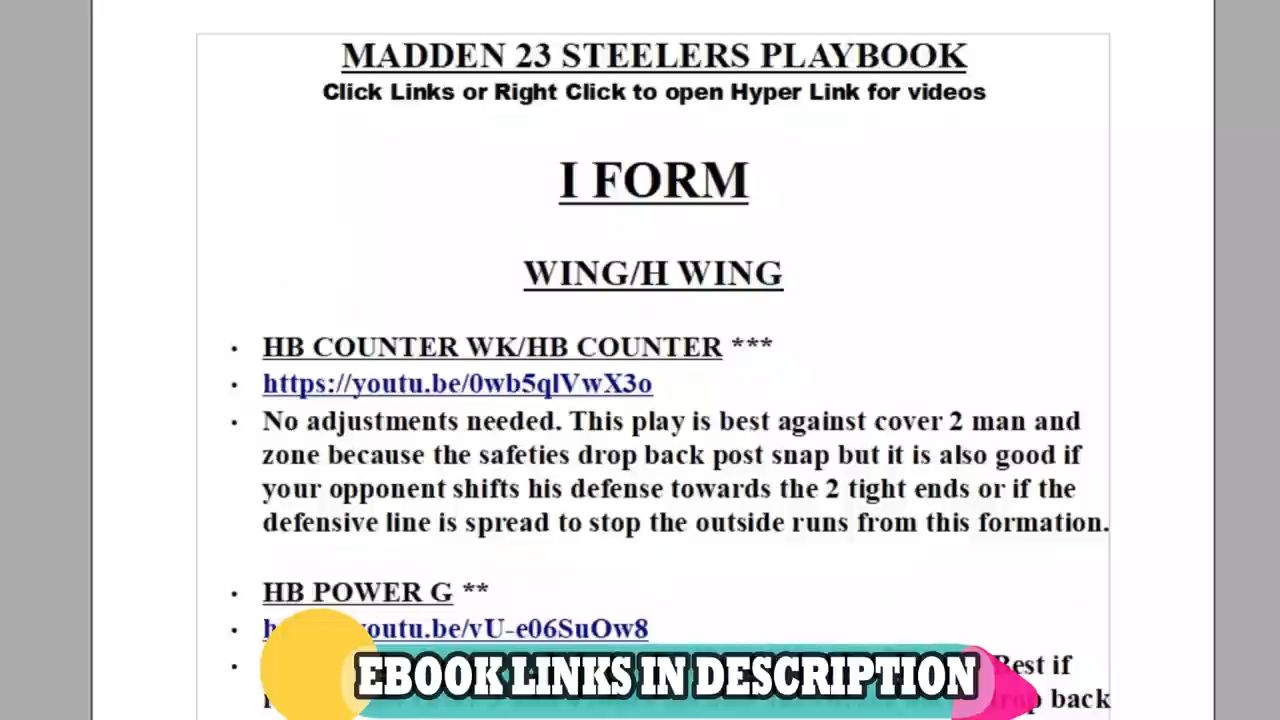 MADDEN 23 STEELERS PLAYBOOK
Click Links or Right Click to open Hyper Link for videos
I FORM
WING/H WING
• HB COUNTER WK/HB COUNTER ***
• https://youtu.be/0wb5qlVwX3o
• No adjustments needed. This play is best against cover 2 man and
zone because the safeties drop back post snap but it is also good if
your opponent shifts his defense towards the 2 tight ends or if the
defensive line is spread to stop the outside runs from this formation.
• HB POWER G **
• youtu.be/vU-e06SuOw8
• Best if
back
EBOOK LINKS IN DESCRIPTION